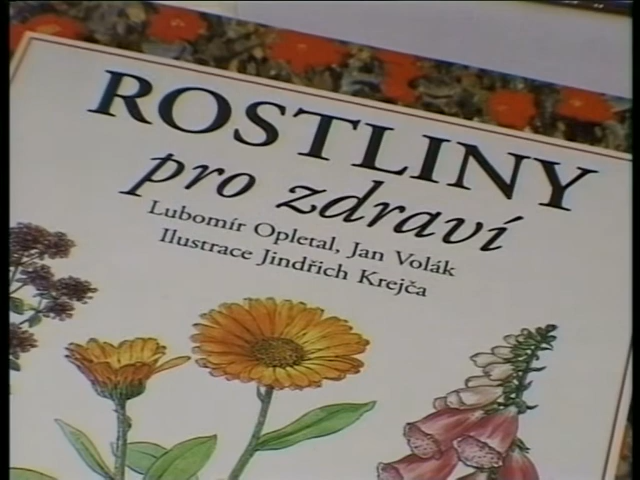 ROSTLINY
pro zdraví
Lubomír Opletal, Jan Volák
Ilustrace Jindřich Krejča